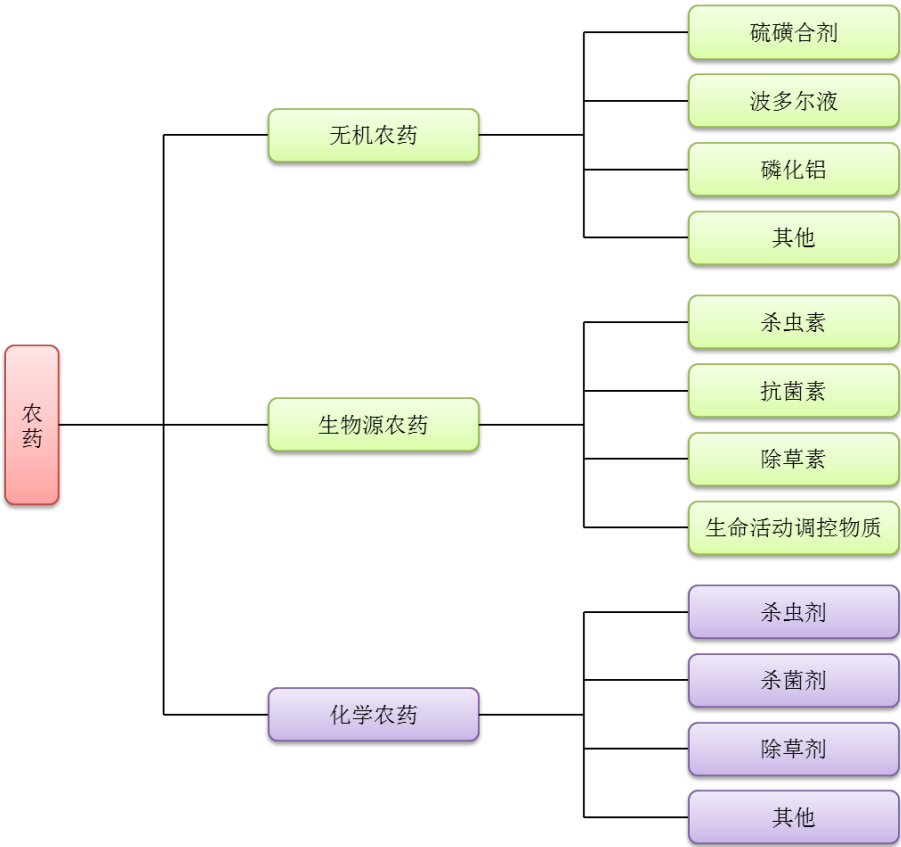 农药
无机农药
硫磺合剂
波多尔液
磷化铝
其他
生物源农药
杀虫素
抗菌素
除草素
生命活动调控物质
化学农药
杀虫剂
杀菌剂
除草剂
其他